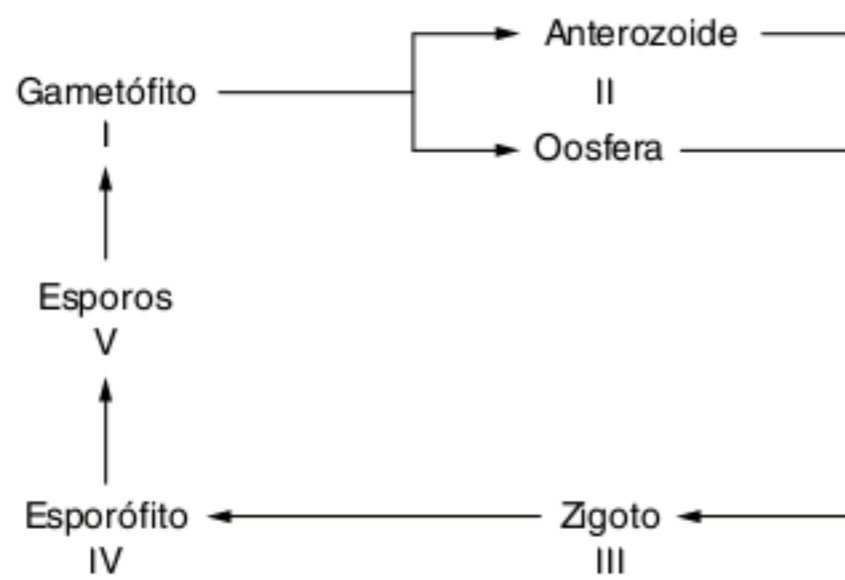 Anterozoide
Gametófito
II
I
Oosfera
Esporos
V
Esporófito
Zigoto
IV
III